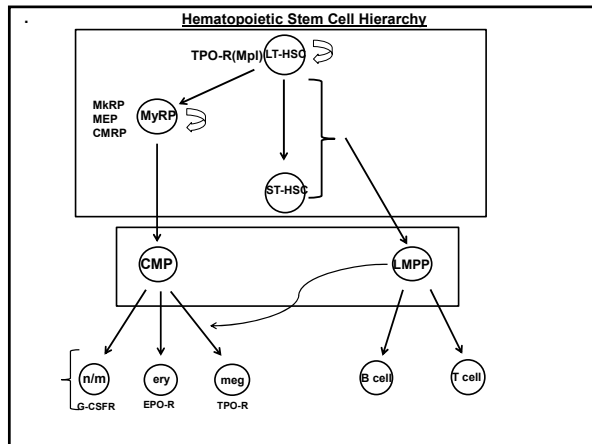 Hematopoietic Stem Cell Hierarchy
TPO-R(Mpl)
LT-HSC
MkRP
MEP
CMRP
MyRP
ST-HSC
CMP
LMPP
n/m
ery
meg
B cell
T cell
G-CSFR
EPO-R
TPO-R